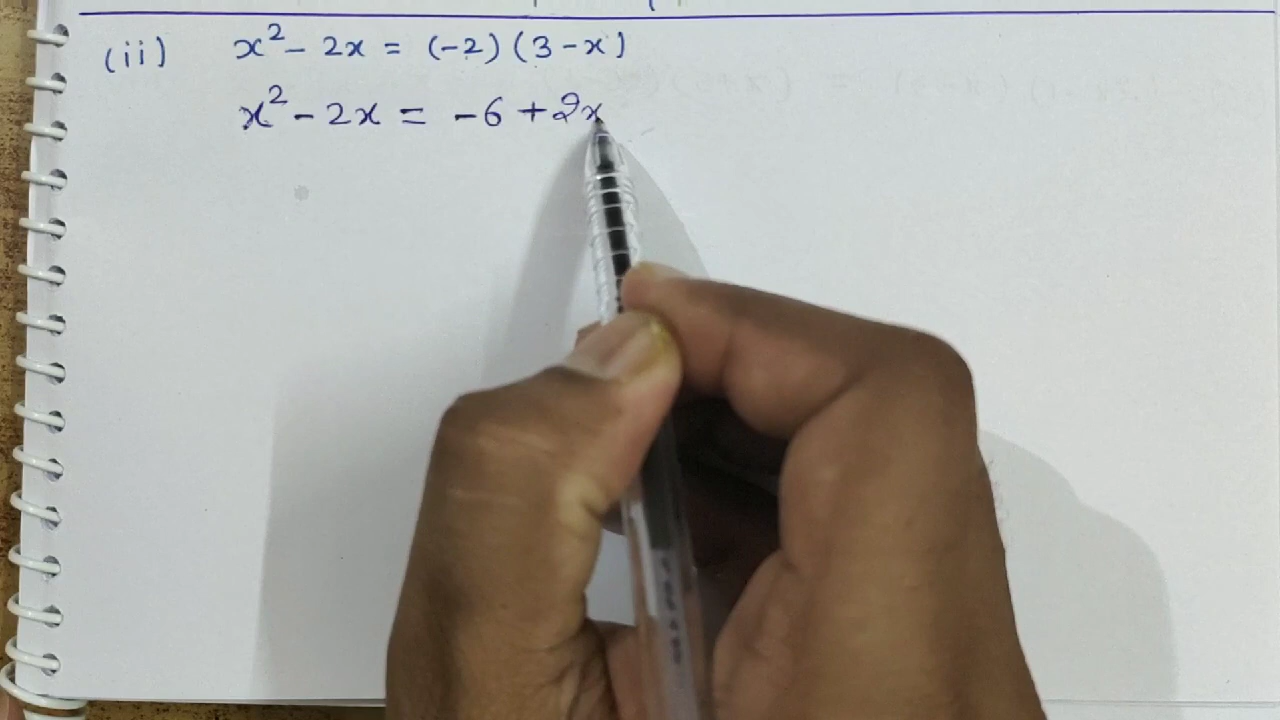 (ii) x² - 2x = (-2) (3 - x)
x² - 2x = -6 + 2x